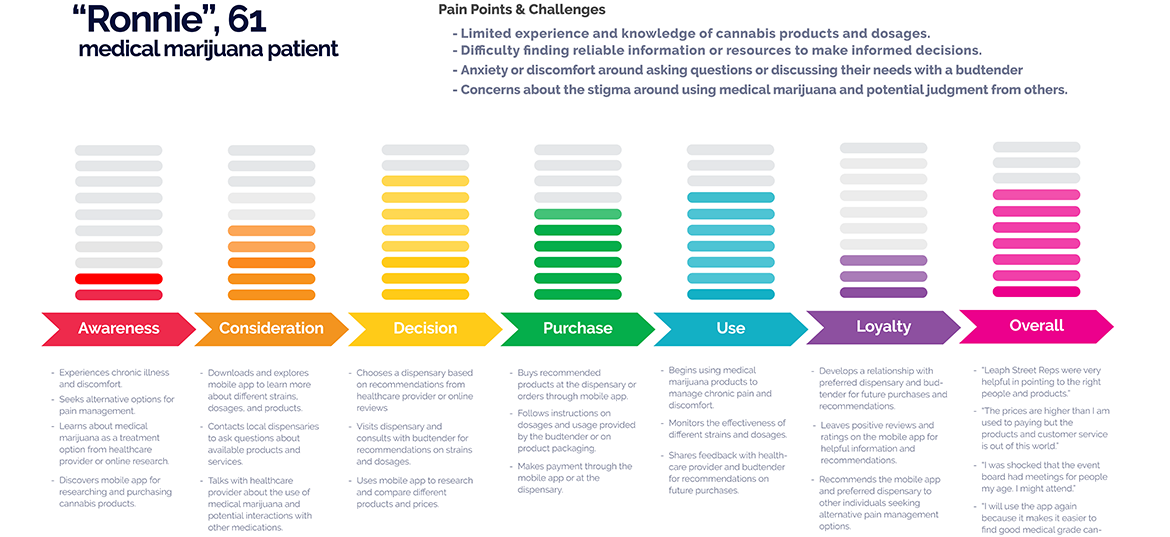 “Ronnie”, 61
medical marijuana patient
Pain Points & Challenges
- Limited experience and knowledge of cannabis products and dosages.
- Difficulty finding reliable information or resources to make informed decisions.
- Anxiety or discomfort around asking questions or discussing their needs with a budtender
- Concerns about the stigma around using medical marijuana and potential judgment from others.
Awareness
- Experiences chronic illness
and discomfort.
- Seeks alternative options for
pain management.
- Learns about medical
marijuana as a treatment
option from healthcare
provider or online research.
- Discovers mobile app for
researching and purchasing
cannabis products.
Consideration
- Downloads and explores
mobile app to learn more
about different strains,
dosages, and products.
- Contacts local dispensaries
to ask questions about
available products and
services.
- Talks with healthcare
provider about the use of
medical marijuana and
potential interactions with
other medications.
Decision
- Chooses a dispensary based
on recommendations from
healthcare provider or online
reviews
- Visits dispensary and
consults with budtender for
recommendations on strains
and dosages.
- Uses mobile app to research
and compare different
products and prices.
Purchase
- Buys recommended
products at the dispensary or
orders through mobile app.
- Follows instructions on
dosages and usage provided
by the budtender or on
product packaging.
- Makes payment through the
mobile app or at the
dispensary.
Use
- Begins using medical
marijuana products to
manage chronic pain and
discomfort.
- Monitors the effectiveness of
different strains and dosages.
- Shares feedback with health-
care provider and budtender
for recommendations on
future purchases.
Loyalty
- Develops a relationship with
preferred dispensary and bud-
tender for future purchases and
recommendations.
- Leaves positive reviews and
ratings on the mobile app for
helpful information and
recommendations.
- Recommends the mobile app
and preferred dispensary to
other individuals seeking
alternative pain management
options.
Overall
- “Leaph Street Reps were very
helpful in pointing to the right
people and products.”
- “The prices are higher than I am
used to paying but the
products and customer service
is out of this world.”
- “I was shocked that the event
board had meetings for people
my age. I might attend.”
- “I will use the app again
because it makes it easier to
find good medical grade can-